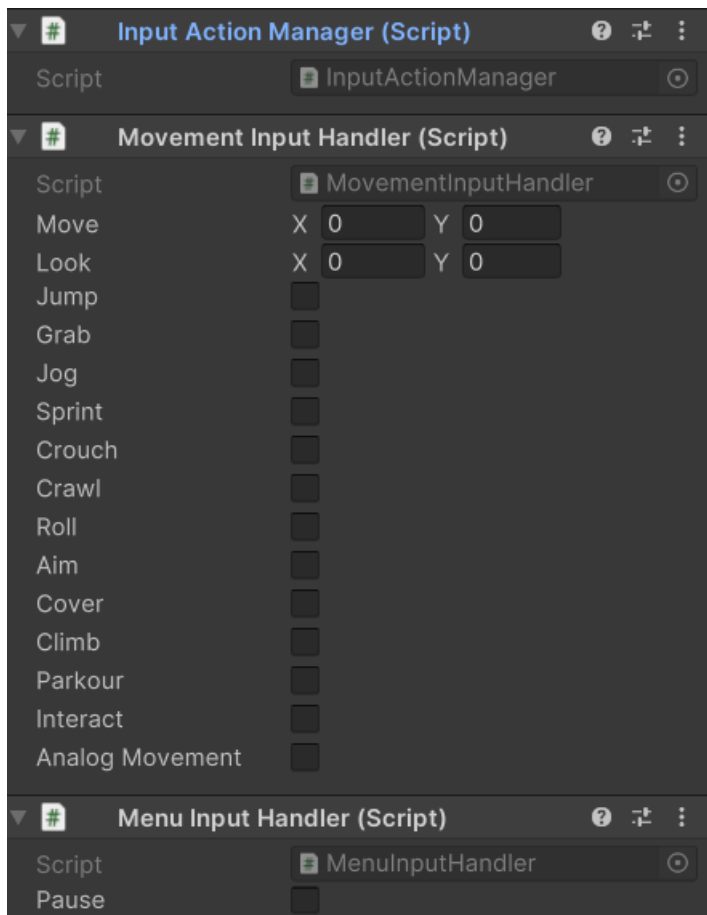 # Input Action Manager (Script)
Script # InputActionManager
# Movement Input Handler (Script)
Script # MovementInputHandler
Move X 0 Y 0
Look X 0 Y 0
Jump
Grab
Jog
Sprint
Crouch
Crawl
Roll
Aim
Cover
Climb
Parkour
Interact
Analog Movement
# Menu Input Handler (Script)
Script # MenuInputHandler
Pause